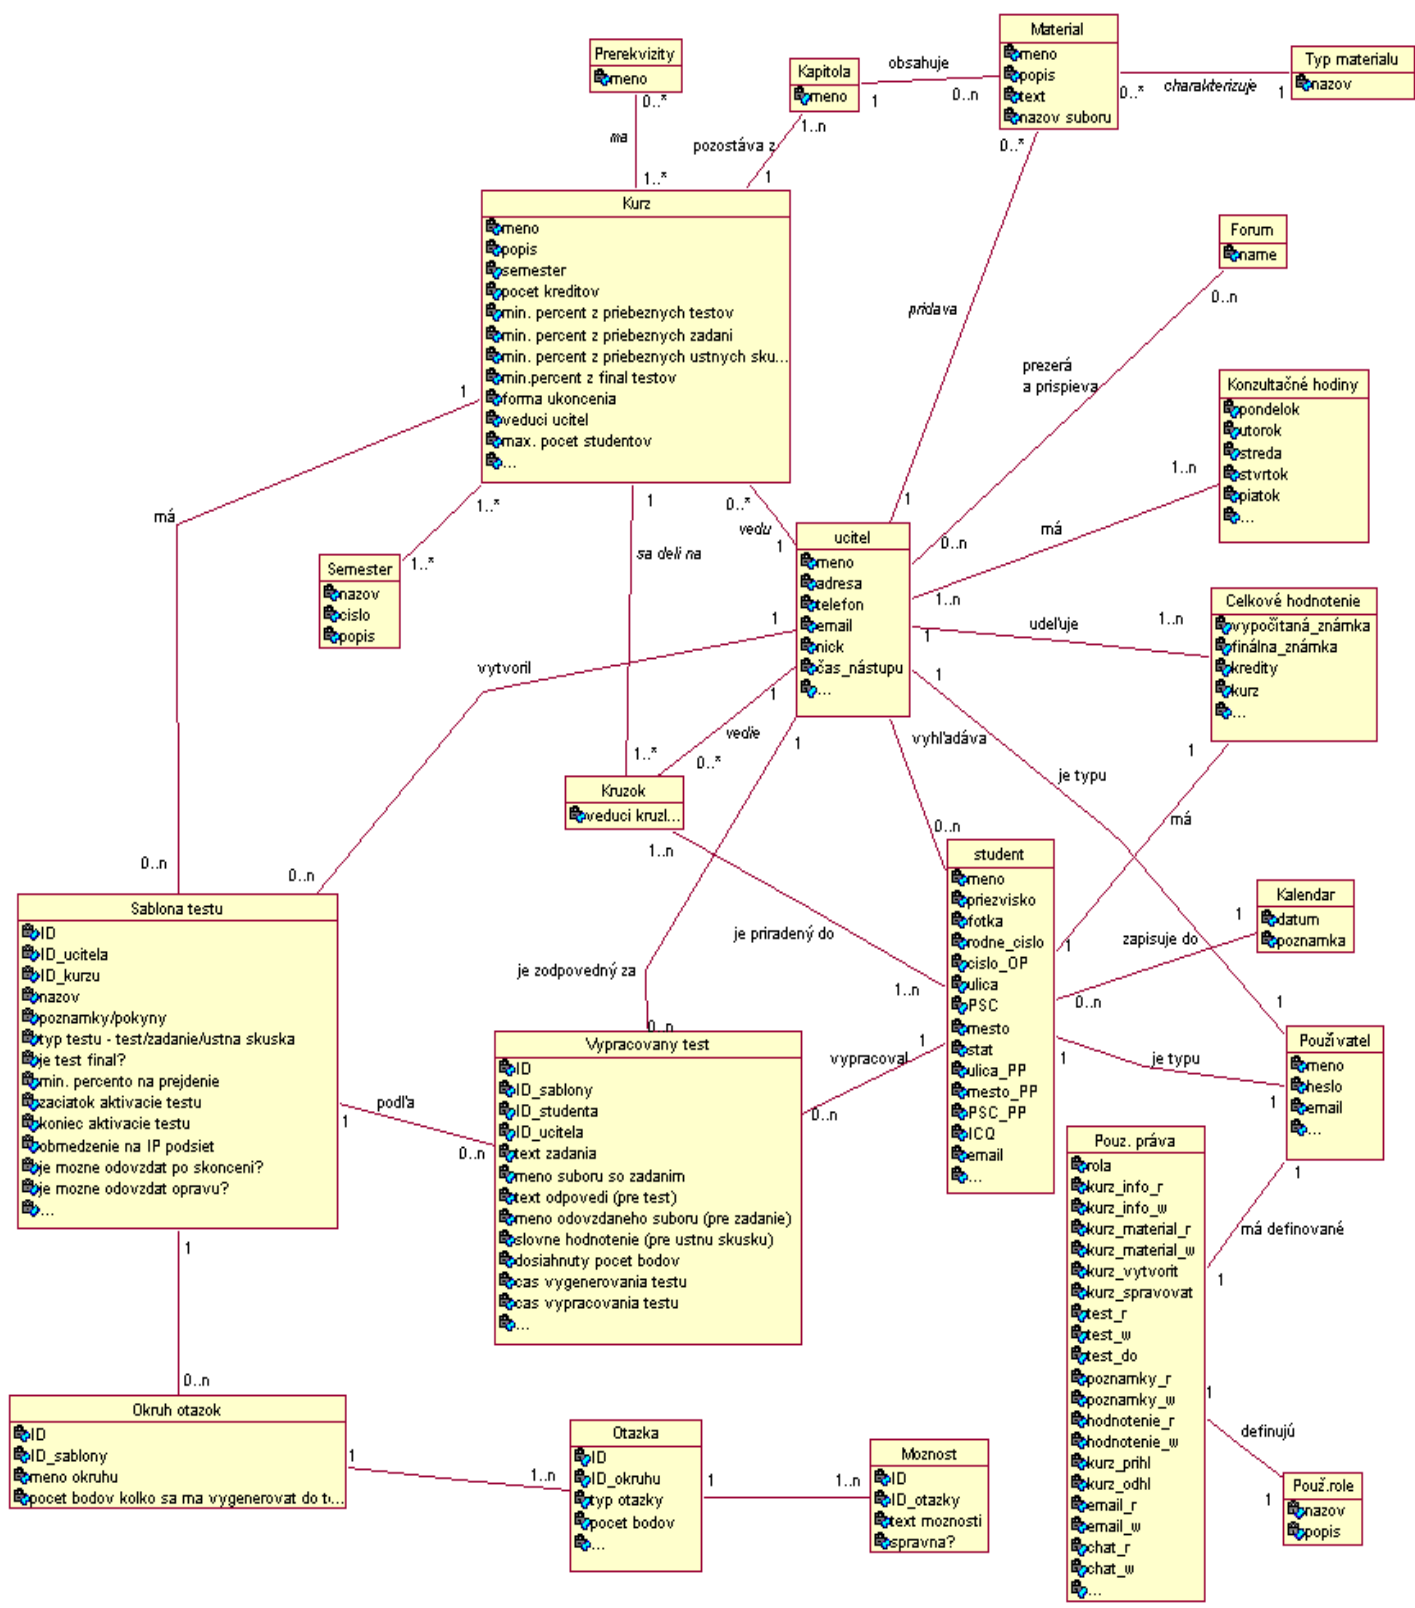 Prerekvizity
meno
0..*
ma
1..*
Kapitola
meno
1
obsahuje
0..n
1..n
pozostáva z
1
Material
meno
popis
text
nazov suboru
0..*
charakterizuje
1
Typ materialu
nazov
0..*
pridava
1
Kurz
meno
popis
semester
pocet kreditov
min. percent z priebeznych testov
min. percent z priebeznych zadani
min. percent z priebeznych ustnych sku...
min.percent z final testov
forma ukoncenia
veduci ucitel
max. pocet studentov
...
1
má
0..n
1..*
1..*
Semester
nazov
cislo
popis
1
sa deli na
1..*
0..*
vedu
1
Forum
name
0..n
prezerá
a prispieva
0..n
Konzultačné hodiny
pondelok
utorok
streda
stvrtok
piatok
...
1..n
má
1..n
ucitel
meno
adresa
telefon
email
nick
čas_nástupu
...
Celkové hodnotenie
vypočítaná_známka
finálna_známka
kredity
kurz
...
1..n
udeľuje
1
1
vytvoril
0..n
1
vedie
0..*
1
je zodpovedný za
0..n
vyhľadáva
0..n
1
je typu
1
1
má
1
Kruzok
veduci kruzl...
1..n
je priradený do
1..n
student
meno
priezvisko
fotka
rodne_cislo
cislo_OP
ulica
PSC
mesto
stat
ulica_PP
mesto_PP
PSC_PP
ICQ
email
...
Kalendar
datum
poznamka
1
zapisuje do
0..n
1
je typu
1
Používatel
meno
heslo
email
...
1
má definované
1
Sablona testu
ID
ID_ucitela
ID_kurzu
nazov
poznamky/pokyny
typ testu - test/zadanie/ustna skuska
je test final?
min. percento na prejdenie
zaciatok aktivacie testu
koniec aktivacie testu
obmedzenie na IP podsiet
je mozne odovzdat po skonceni?
je mozne odovzdat opravu?
...
1
podľa
0..n
Vypracovany test
ID
ID_sablony
ID_studenta
ID_ucitela
text zadania
meno suboru so zadanim
text odpovedi (pre test)
meno odovzdaneho suboru (pre zadanie)
slovne hodnotenie (pre ustnu skusku)
dosiahnuty pocet bodov
cas vygenerovania testu
cas vypracovania testu
...
1
vypracoval
0..n
Pouz. práva
rola
kurz_info_r
kurz_info_w
kurz_material_r
kurz_material_w
kurz_vytvorit
kurz_spravovat
test_r
test_w
test_do
poznamky_r
poznamky_w
hodnotenie_r
hodnotenie_w
kurz_prihl
kurz_odhl
email_r
email_w
chat_r
chat_w
...
1
definujú
1
Použ.role
nazov
popis
1
0..n
Okruh otazok
ID
ID_sablony
meno okruhu
pocet bodov kolko sa ma vygenerovat do t...
1
1..n
Otazka
ID
ID_okruhu
typ otazky
pocet bodov
...
1
1..n
Moznost
ID
ID_otazky
text moznosti
spravna?